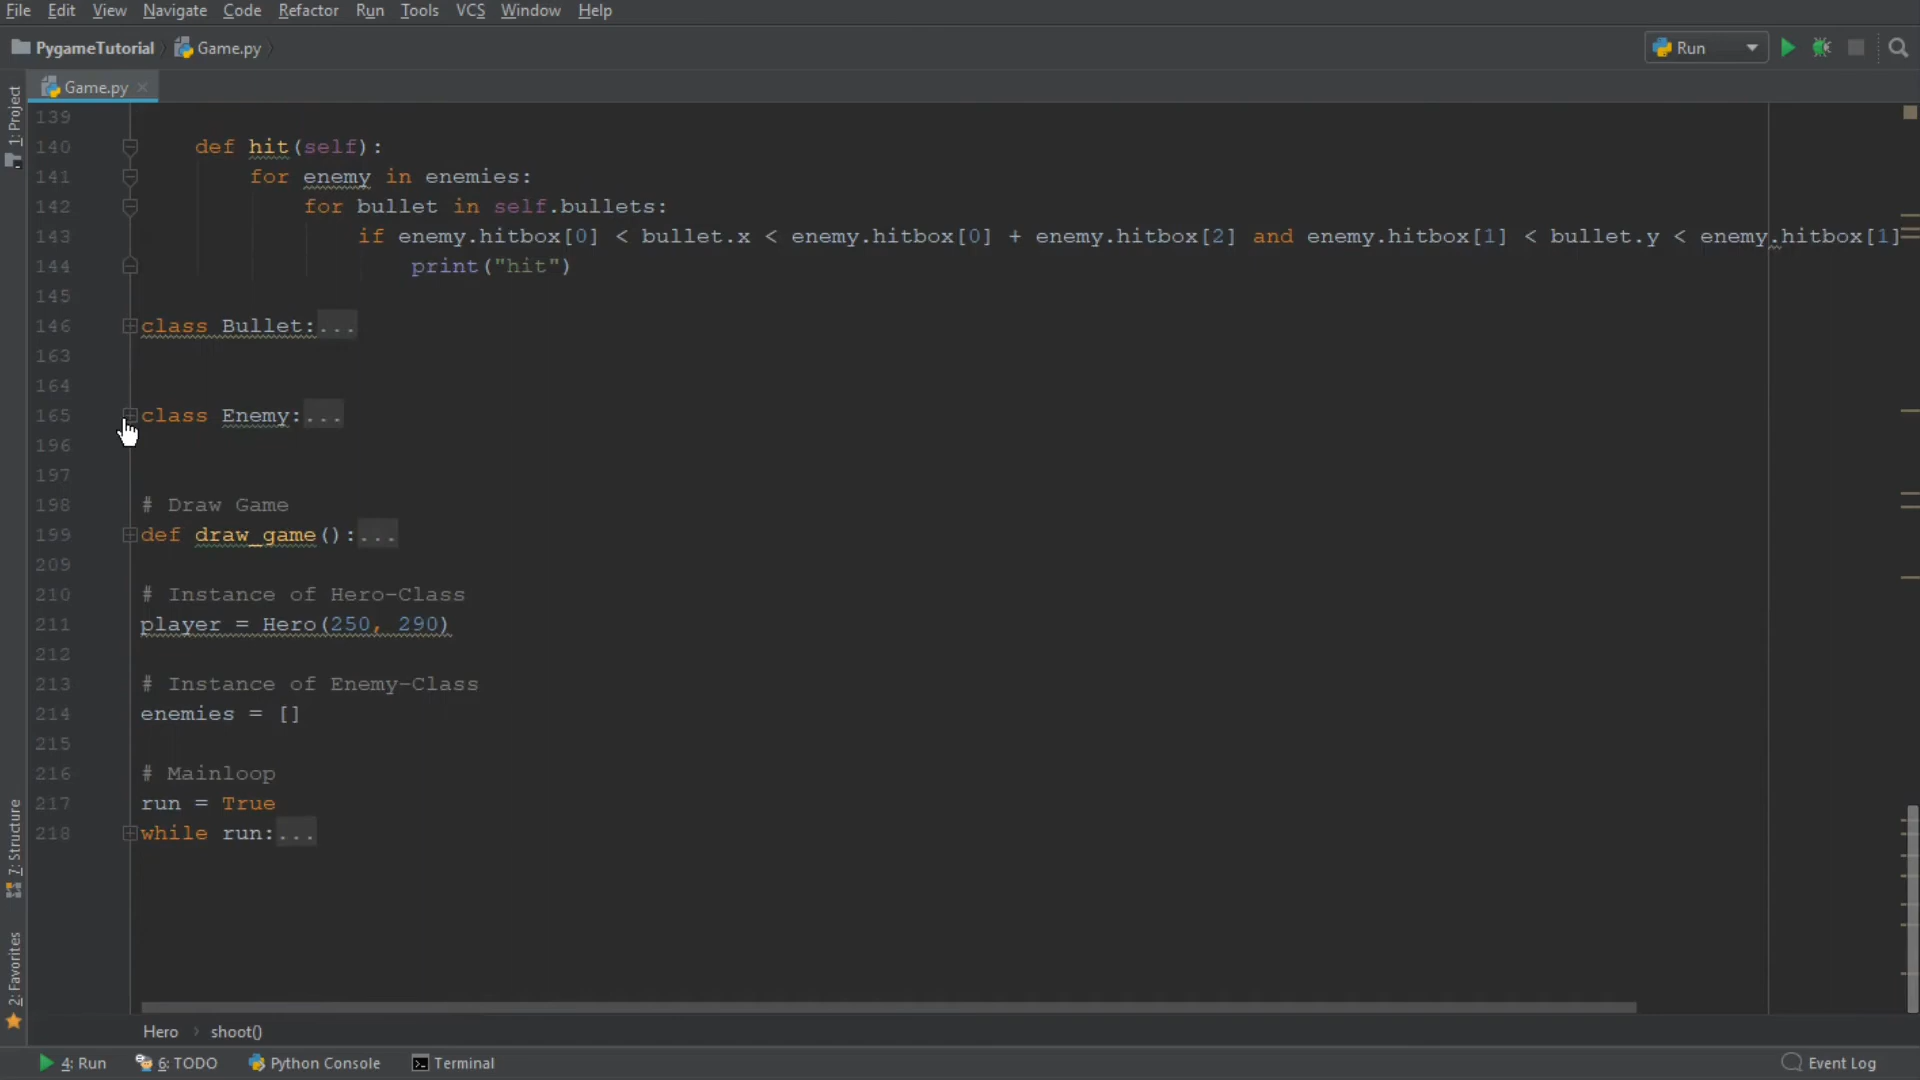 File Edit View Navigate Code Refactor Run Tools VCS Window Help
PygameTutorial Game.py Run
Game.py
1: Project
139
140 def hit(self):
141 for enemy in enemies:
142 for bullet in self.bullets:
143 if enemy.hitbox[0] < bullet.x < enemy.hitbox[0] + enemy.hitbox[2] and enemy.hitbox[1] < bullet.y < enemy.hitbox[1]
144 print("hit")
145
146 class Bullet:...
163
164
165 class Enemy:...
196
197
198 # Draw Game
199 def draw_game():...
209
210 # Instance of Hero-Class
211 player = Hero(250, 290)
212
213 # Instance of Enemy-Class
214 enemies = []
215
216 # Mainloop
217 run = True
218 while run:...
7: Structure
2: Favorites
Hero shoot()
4: Run 6: TODO Python Console Terminal Event Log